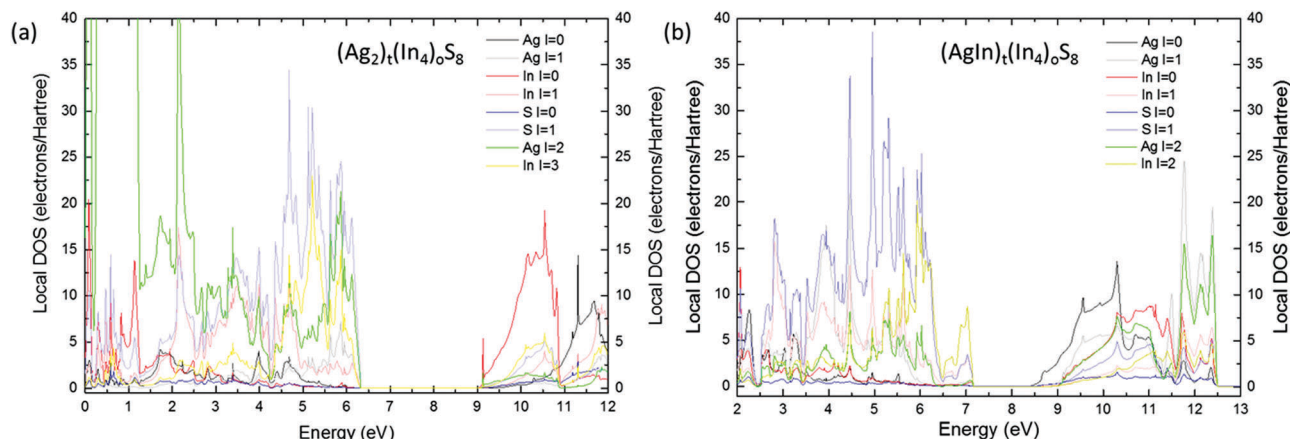 (a)
(Ag₂)ₜ(In₄)ₒS₈
Ag l=0
Ag l=1
In l=0
In l=1
S l=0
S l=1
Ag l=2
In l=3
Local DOS (electrons/Hartree)
40
35
30
25
20
15
10
5
0
0 1 2 3 4 5 6 7 8 9 10 11 12
Energy (eV)
40
35
30
25
20
15
10
5
0
Local DOS (electrons/Hartree)
(b)
(AgIn)ₜ(In₄)ₒS₈
Ag l=0
Ag l=1
In l=0
In l=1
S l=0
S l=1
Ag l=2
In l=2
Local DOS (electrons/Hartree)
40
35
30
25
20
15
10
5
0
2 3 4 5 6 7 8 9 10 11 12 13
Energy (eV)
40
35
30
25
20
15
10
5
0
Local DOS (electrons/Hartree)